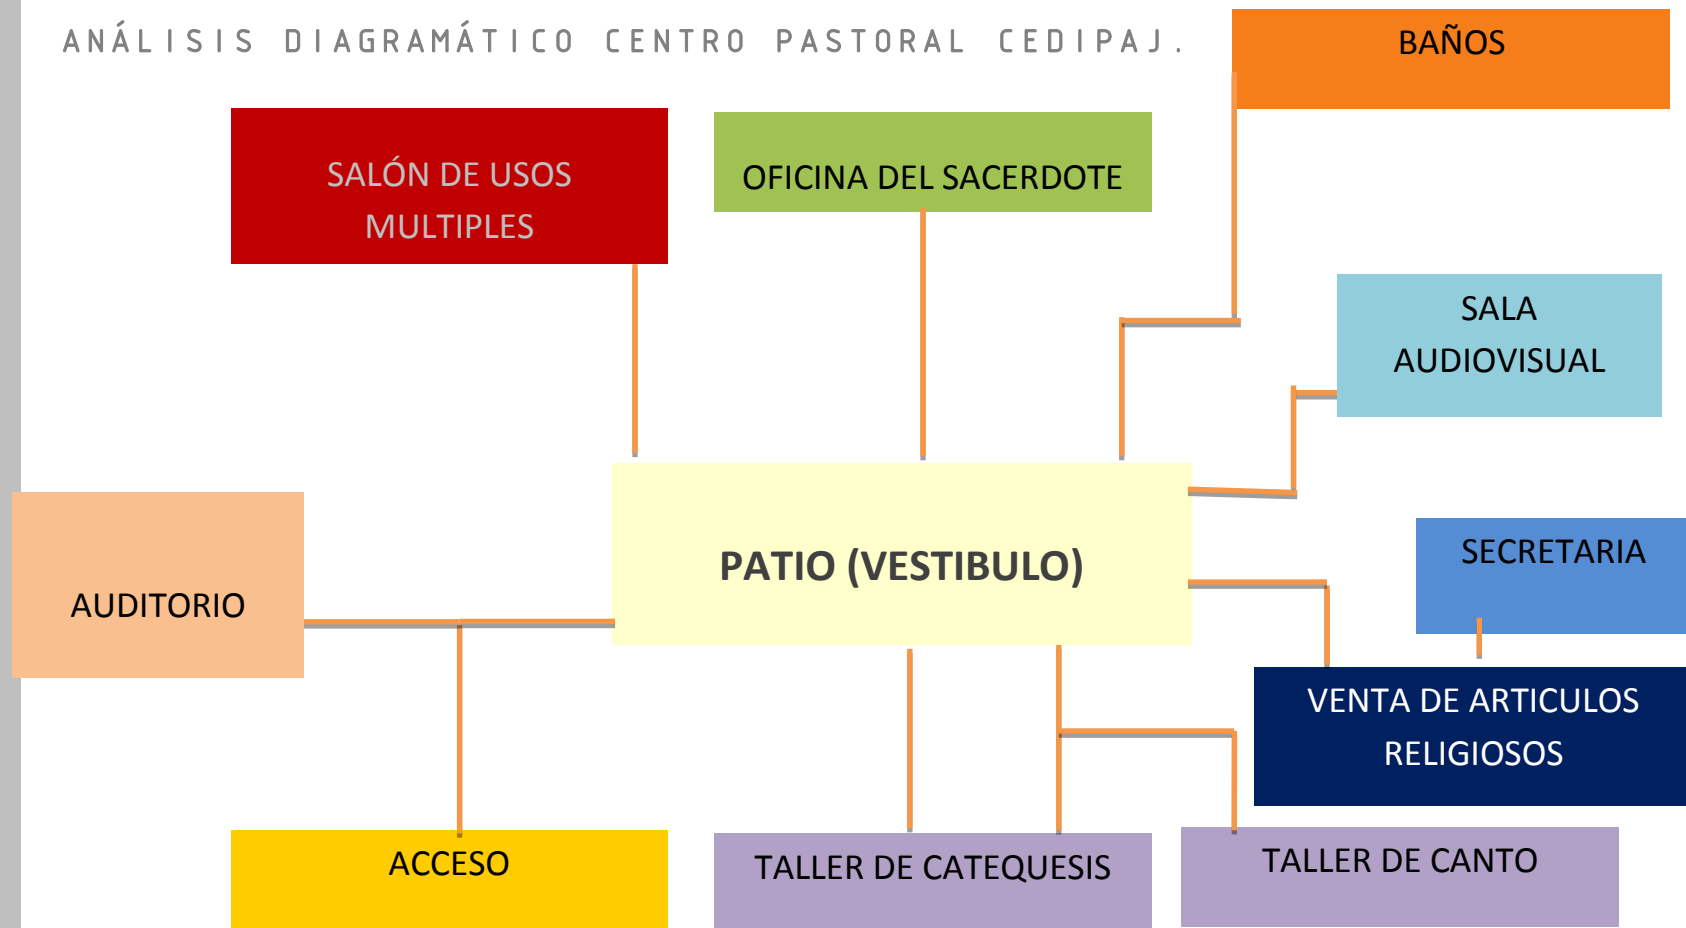 ANÁLISIS DIAGRAMÁTICO CENTRO PASTORAL CEDIPAJ.
BAÑOS
SALÓN DE USOS
MULTIPLES
OFICINA DEL SACERDOTE
SALA
AUDIOVISUAL
PATIO (VESTIBULO)
SECRETARIA
AUDITORIO
VENTA DE ARTICULOS
RELIGIOSOS
ACCESO
TALLER DE CATEQUESIS
TALLER DE CANTO